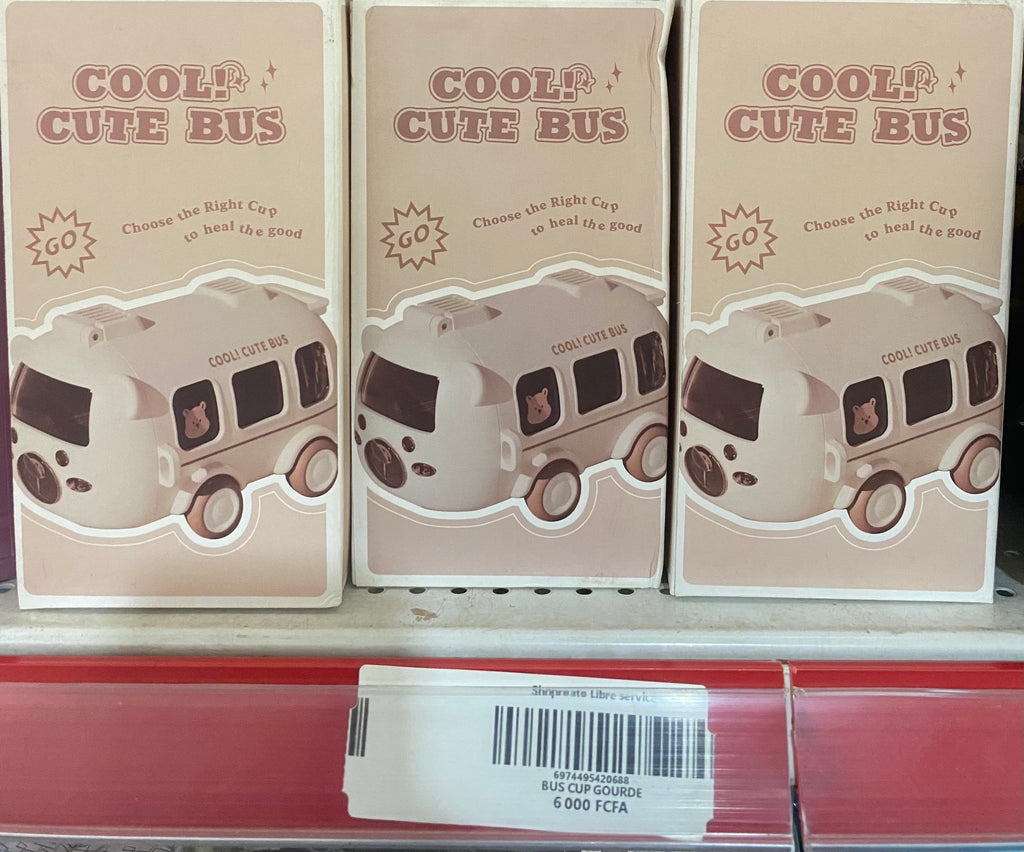 COOL!
CUTE BUS
GO
Choose the Right Cup
to heal the good
COOL! CUTE BUS
COOL!
CUTE BUS
GO
Choose the Right Cup
to heal the good
COOL! CUTE BUS
COOL!
CUTE BUS
GO
Choose the Right Cup
to heal the good
COOL! CUTE BUS
Libre service
6974495420688
BUS CUP GOURDE
6 000 FCFA